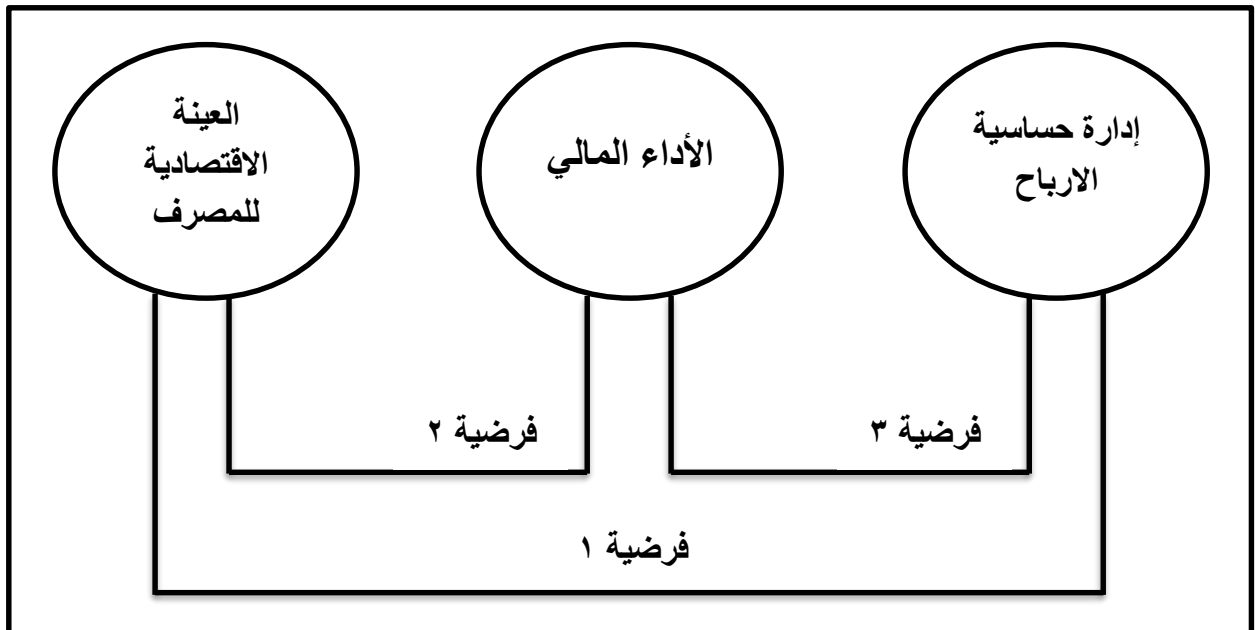 إدارة حساسية
الارباح
الأداء المالي
العينة
الاقتصادية
للمصرف
فرضية ٣
فرضية ٢
فرضية ١